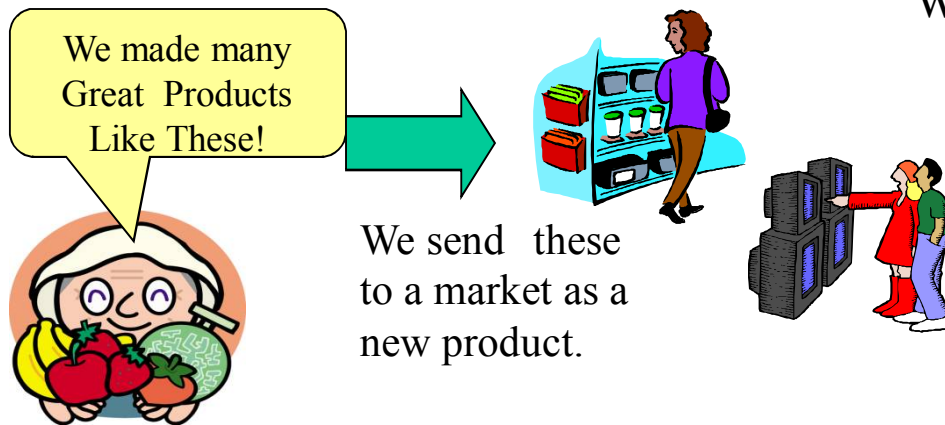 We made many
Great Products
Like These!
We send these
to a market as a
new product.
W